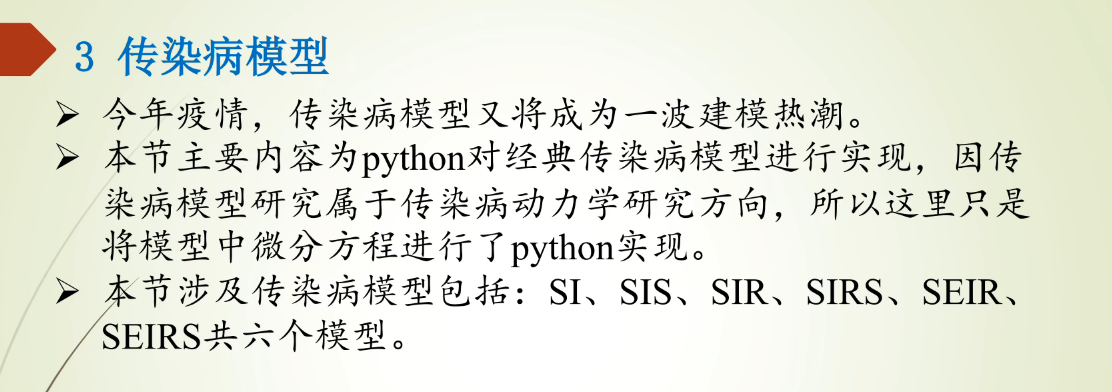 3 传染病模型
➢ 今年疫情，传染病模型又将成为一波建模热潮。
➢ 本节主要内容为python对经典传染病模型进行实现，因传
染病模型研究属于传染病动力学研究方向，所以这里只是
将模型中微分方程进行了python实现。
➢ 本节涉及传染病模型包括：SI、SIS、SIR、SIRS、SEIR、
SEIRS共六个模型。